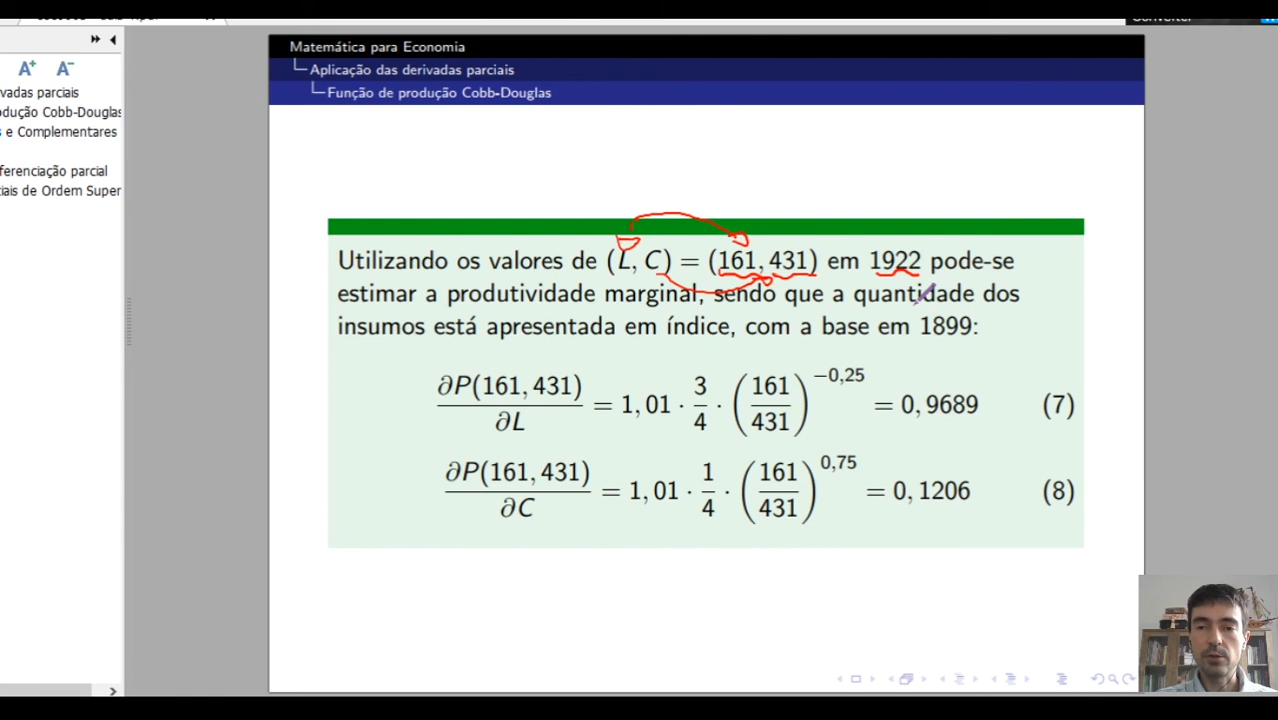 Converter
A+ A-
vadas parciais
odução Cobb-Douglas
s e Complementares
ferenciação parcial
ciais de Ordem Super
Matemática para Economia
Aplicação das derivadas parciais
Função de produção Cobb-Douglas
Utilizando os valores de (L, C) = (161, 431) em 1922 pode-se
estimar a produtividade marginal, sendo que a quantidade dos
insumos está apresentada em índice, com a base em 1899:
∂P(161, 431)/∂L = 1, 01 · 3/4 · (161/431)^−0,25 = 0, 9689 (7)
∂P(161, 431)/∂C = 1, 01 · 1/4 · (161/431)^0,75 = 0, 1206 (8)